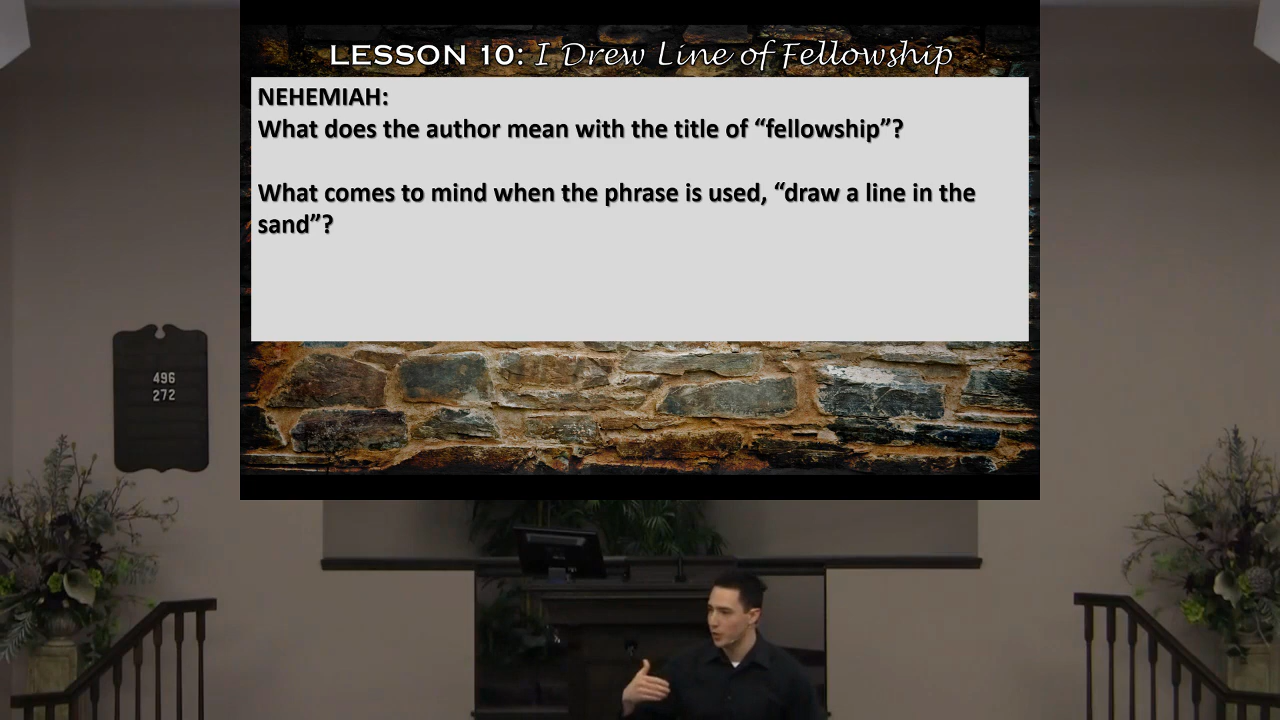 LESSON 10: I Drew Line of Fellowship
NEHEMIAH:
What does the author mean with the title of “fellowship”?
What comes to mind when the phrase is used, “draw a line in the
sand”?
496
272